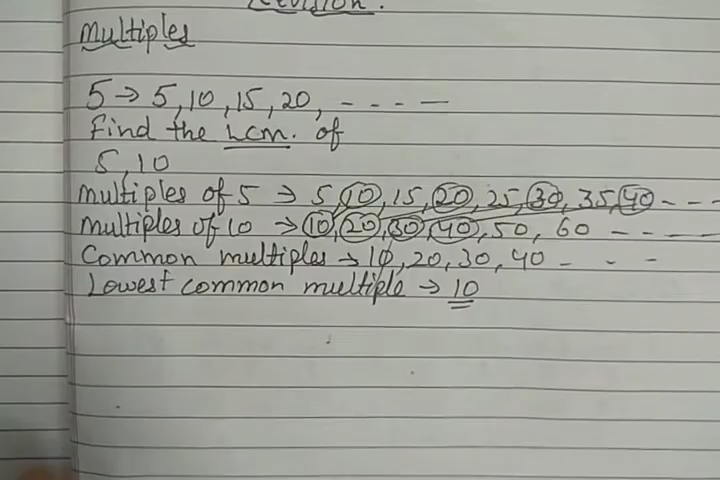 Revision.
Multiples
5 → 5, 10, 15, 20, - - - -
Find the LCM. of
5, 10
Multiples of 5 → 5, 10, 15, 20, 25, 30, 35, 40 - - -
Multiples of 10 → 10, 20, 30, 40, 50, 60 - - - - -
Common multiples → 10, 20, 30, 40 - - -
Lowest common multiple → 10